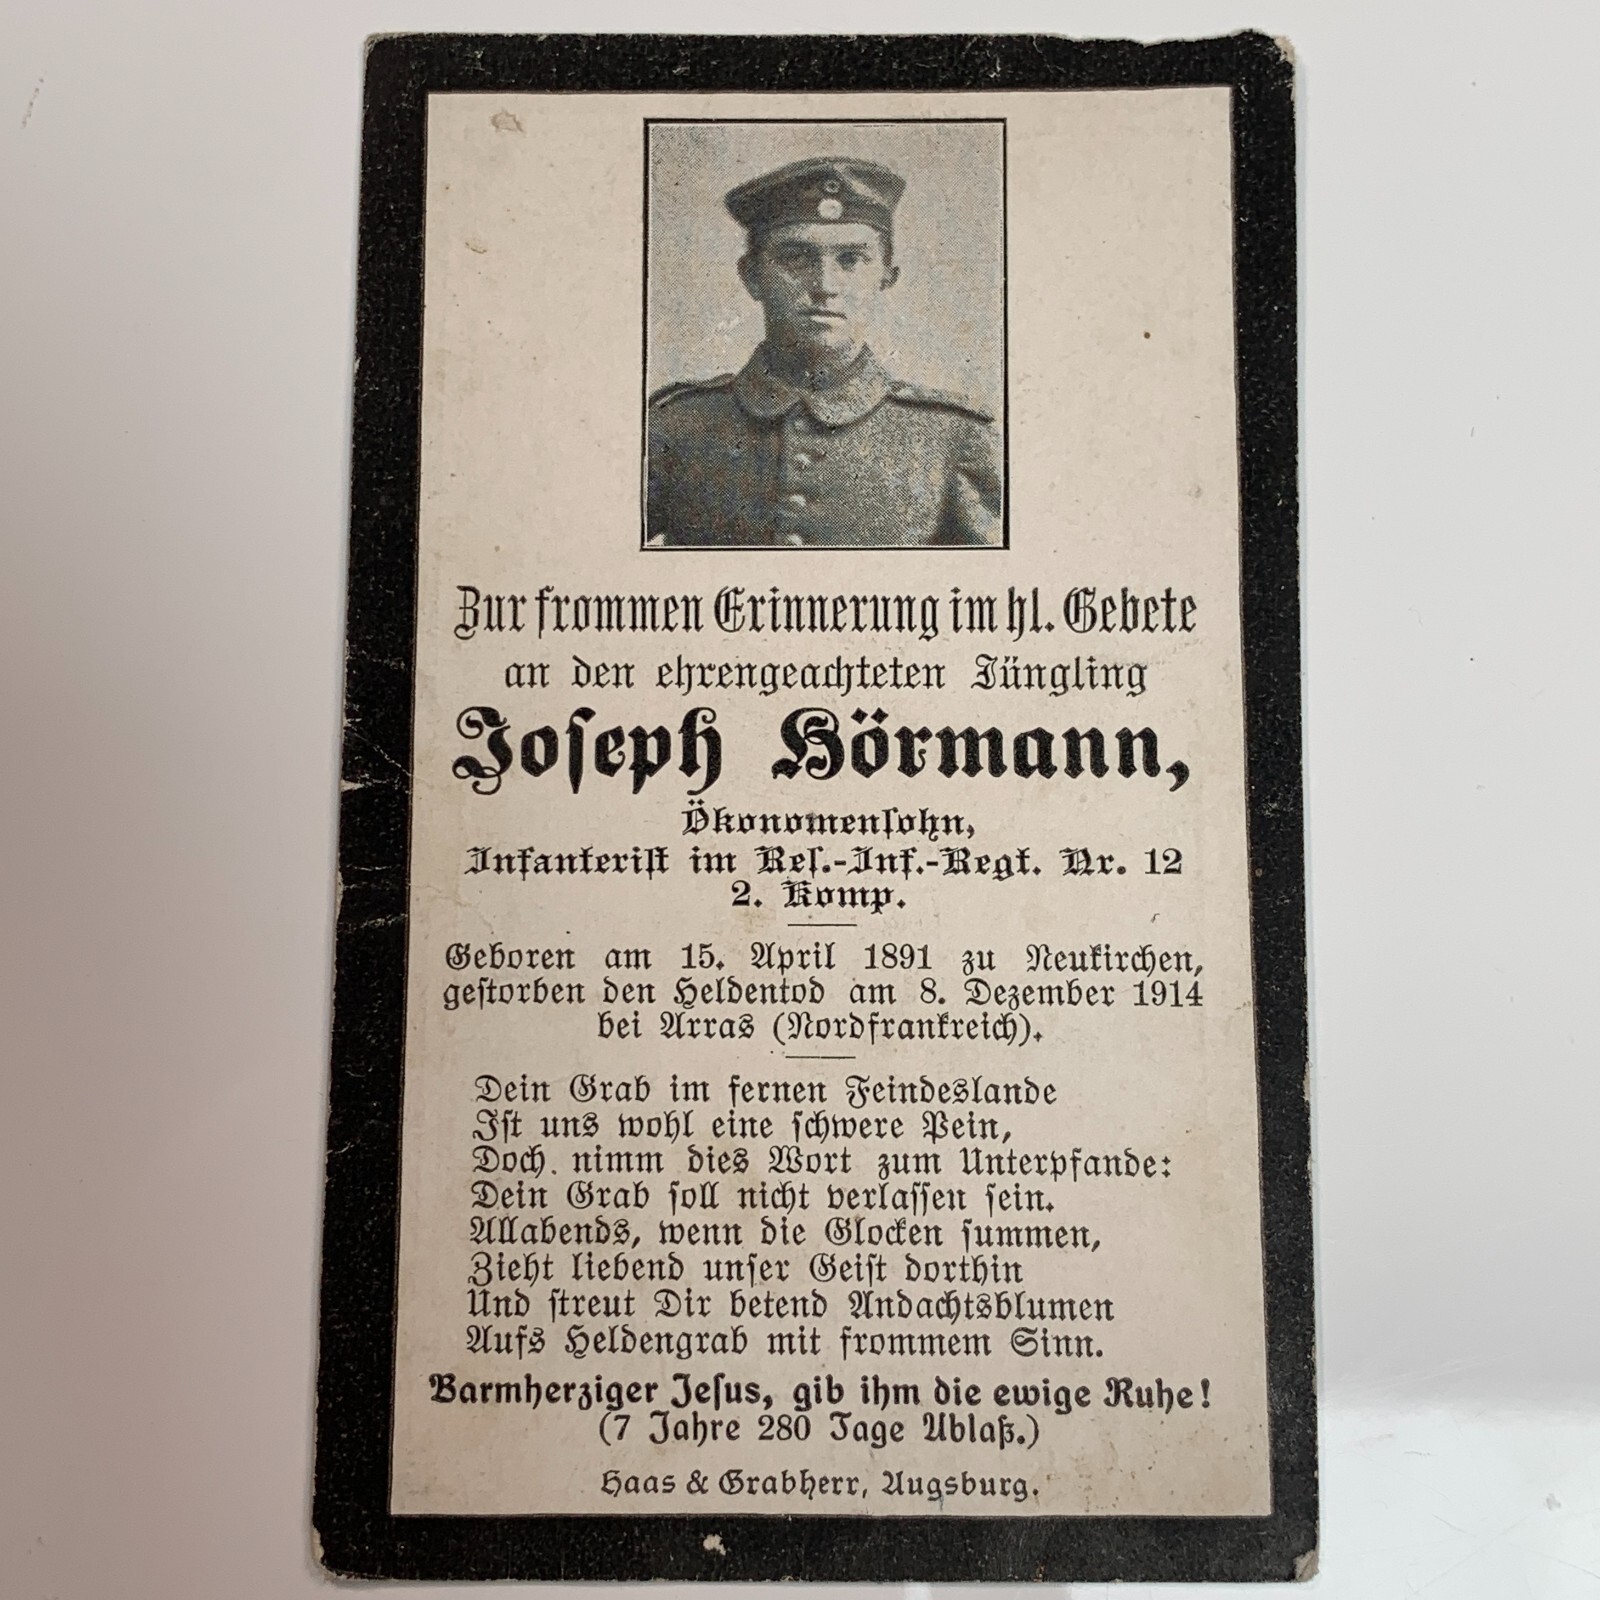 Zur frommen Erinnerung im hl. Gebete
an den ehrengeachteten Jüngling
Joseph Hörmann,
Ökonomensohn,
Infanterist im Res.-Inf.-Regt. Nr. 12
2. Komp.
Geboren am 15. April 1891 zu Neukirchen,
gestorben den Heldentod am 8. Dezember 1914
bei Arras (Nordfrankreich).
Dein Grab im fernen Feindeslande
Ist uns wohl eine schwere Pein,
Doch nimm dies Wort zum Unterpfande:
Dein Grab soll nicht verlassen sein.
Allabends, wenn die Glocken summen,
Zieht liebend unser Geist dorthin
Und streut Dir betend Andachtsblumen
Aufs Heldengrab mit frommem Sinn.
Barmherziger Jesus, gib ihm die ewige Ruhe!
(7 Jahre 280 Tage Ablaß.)
Haas & Grabherr, Augsburg.